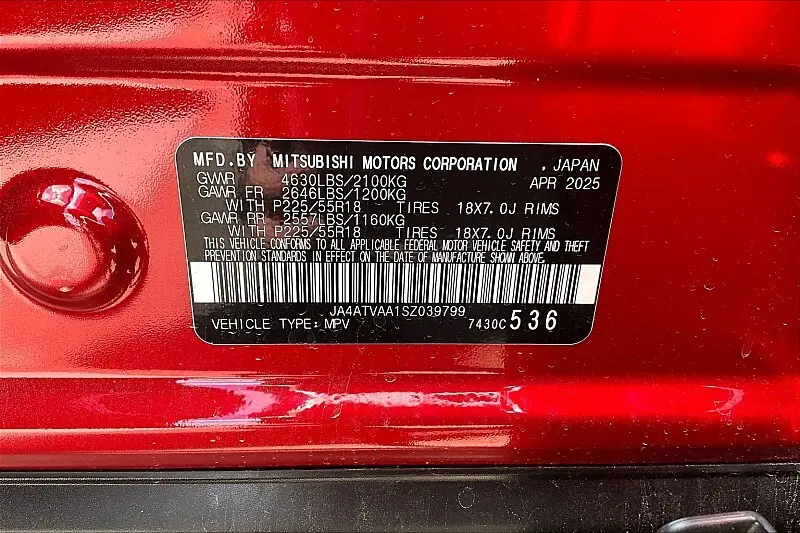 MFD.BY MITSUBISHI MOTORS CORPORATION , JAPAN
GVWR 4630LBS/2100KG APR 2025
GAWR FR 2646LBS/1200KG
WITH P225/55R18 TIRES 18X7.0J RIMS
GAWR RR 2557LBS/1160KG
WITH P225/55R18 TIRES 18X7.0J RIMS
THIS VEHICLE CONFORMS TO ALL APPLICABLE FEDERAL MOTOR VEHICLE SAFETY AND THEFT
PREVENTION STANDARDS IN EFFECT ON THE DATE OF MANUFACTURE SHOWN ABOVE.
JA4ATVAA1SZ039799
VEHICLE TYPE: MPV 7430C 536